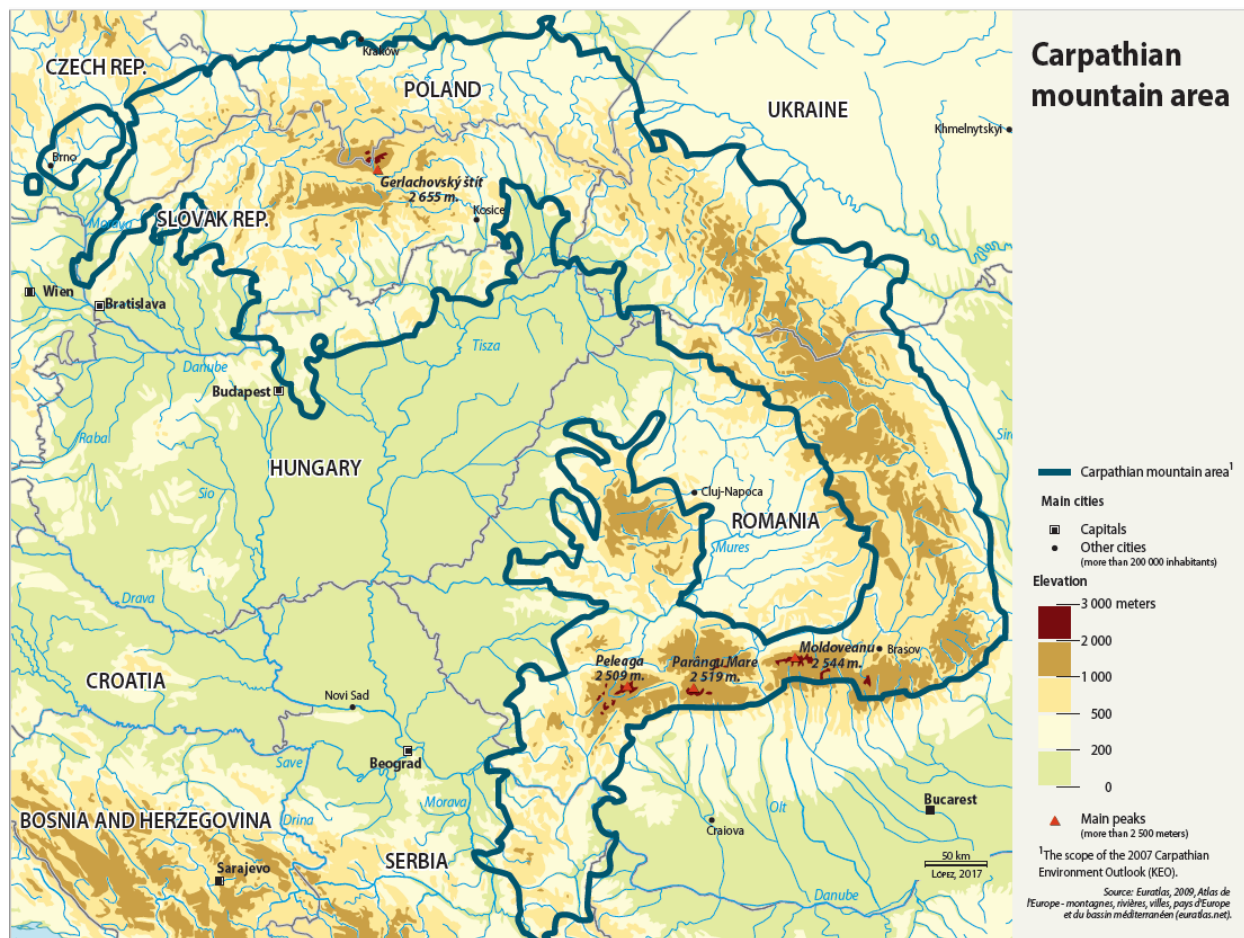 Carpathian
mountain area
CZECH REP.
Kraków
POLAND
UKRAINE
Khmelnytskyi
Brno
Gerlachovský štít
2 655 m.
Kosice
SLOVAK REP.
Morava
Wien
Bratislava
Tisza
Danube
Budapest
Rabal
HUNGARY
Sio
Sir
Cluj-Napoca
ROMANIA
Mures
Drava
Moldoveanu
2 544 m.
Brasov
Peleaga
2 509 m.
Parângu Mare
2 519 m.
CROATIA
Novi Sad
Beograd
Save
Morava
BOSNIA AND HERZEGOVINA
Drina
Sarajevo
SERBIA
Craiova
Olt
Bucarest
Danube
50 km
LÓPEZ, 2017
Carpathian mountain area1
Main cities
Capitals
Other cities
(more than 200 000 inhabitants)
Elevation
3 000 meters
2 000
1 000
500
200
0
Main peaks
(more than 2 500 meters)
1The scope of the 2007 Carpathian
Environment Outlook (KEO).
Source: Euratlas, 2009, Atlas de
l'Europe - montagnes, rivières, villes, pays d'Europe
et du bassin méditerranéen (euratlas.net).